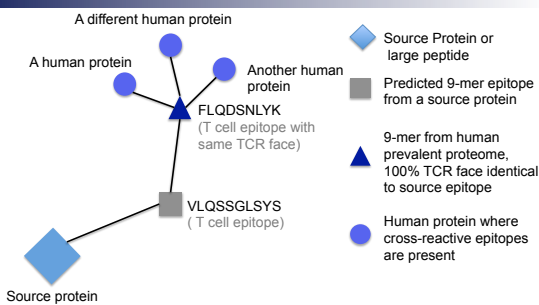 A different human protein
A human protein
Another human
protein
FLQDSNLYK
(T cell epitope with
same TCR face)
VLQSSGLSYS
( T cell epitope)
Source protein
Source Protein or
large peptide
Predicted 9-mer epitope
from a source protein
9-mer from human
prevalent proteome,
100% TCR face identical
to source epitope
Human protein where
cross-reactive epitopes
are present